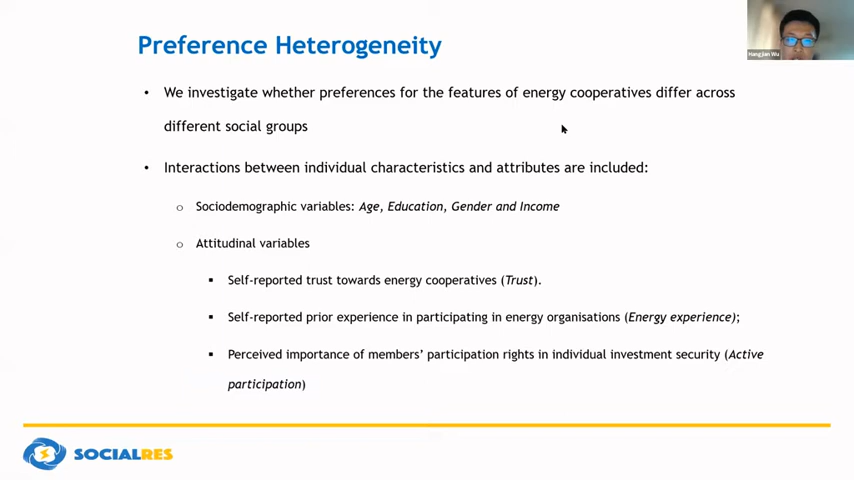 Preference Heterogeneity
Hangjian Wu
• We investigate whether preferences for the features of energy cooperatives differ across
different social groups
• Interactions between individual characteristics and attributes are included:
o Sociodemographic variables: Age, Education, Gender and Income
o Attitudinal variables
▪ Self-reported trust towards energy cooperatives (Trust).
▪ Self-reported prior experience in participating in energy organisations (Energy experience);
▪ Perceived importance of members’ participation rights in individual investment security (Active
participation)
SOCIALRES